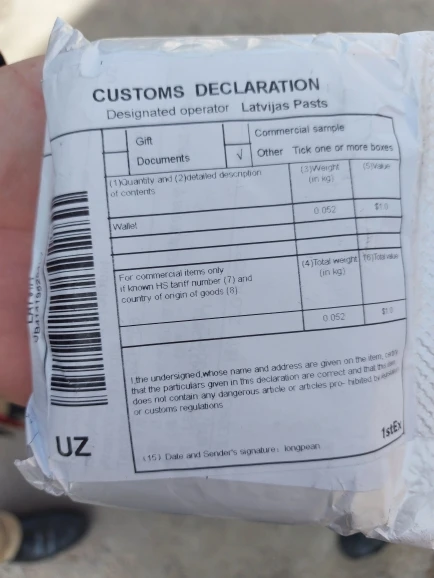 CUSTOMS DECLARATION
Designated operator Latvijas Pasts
Gift
Commercial sample
Documents
√ Other Tick one or more boxes
(1)Quantity and (2)detailed description of contents
(3)Weight (in kg)
(5)Value
Wallet
0.052
$1.0
For commercial items only
if known HS tariff number (7) and
country of origin of goods (8)
(4)Total weight (in kg)
(6)Total value
0.052
$1.0
I,the undersigned,whose name and address are given on the item,
that the particulars given in this declaration are correct and that
does not contain any dangerous article or articles pro- hibited by
or customs regulations
1stEx
UZ
(15) Date and Sender's signature: longpean